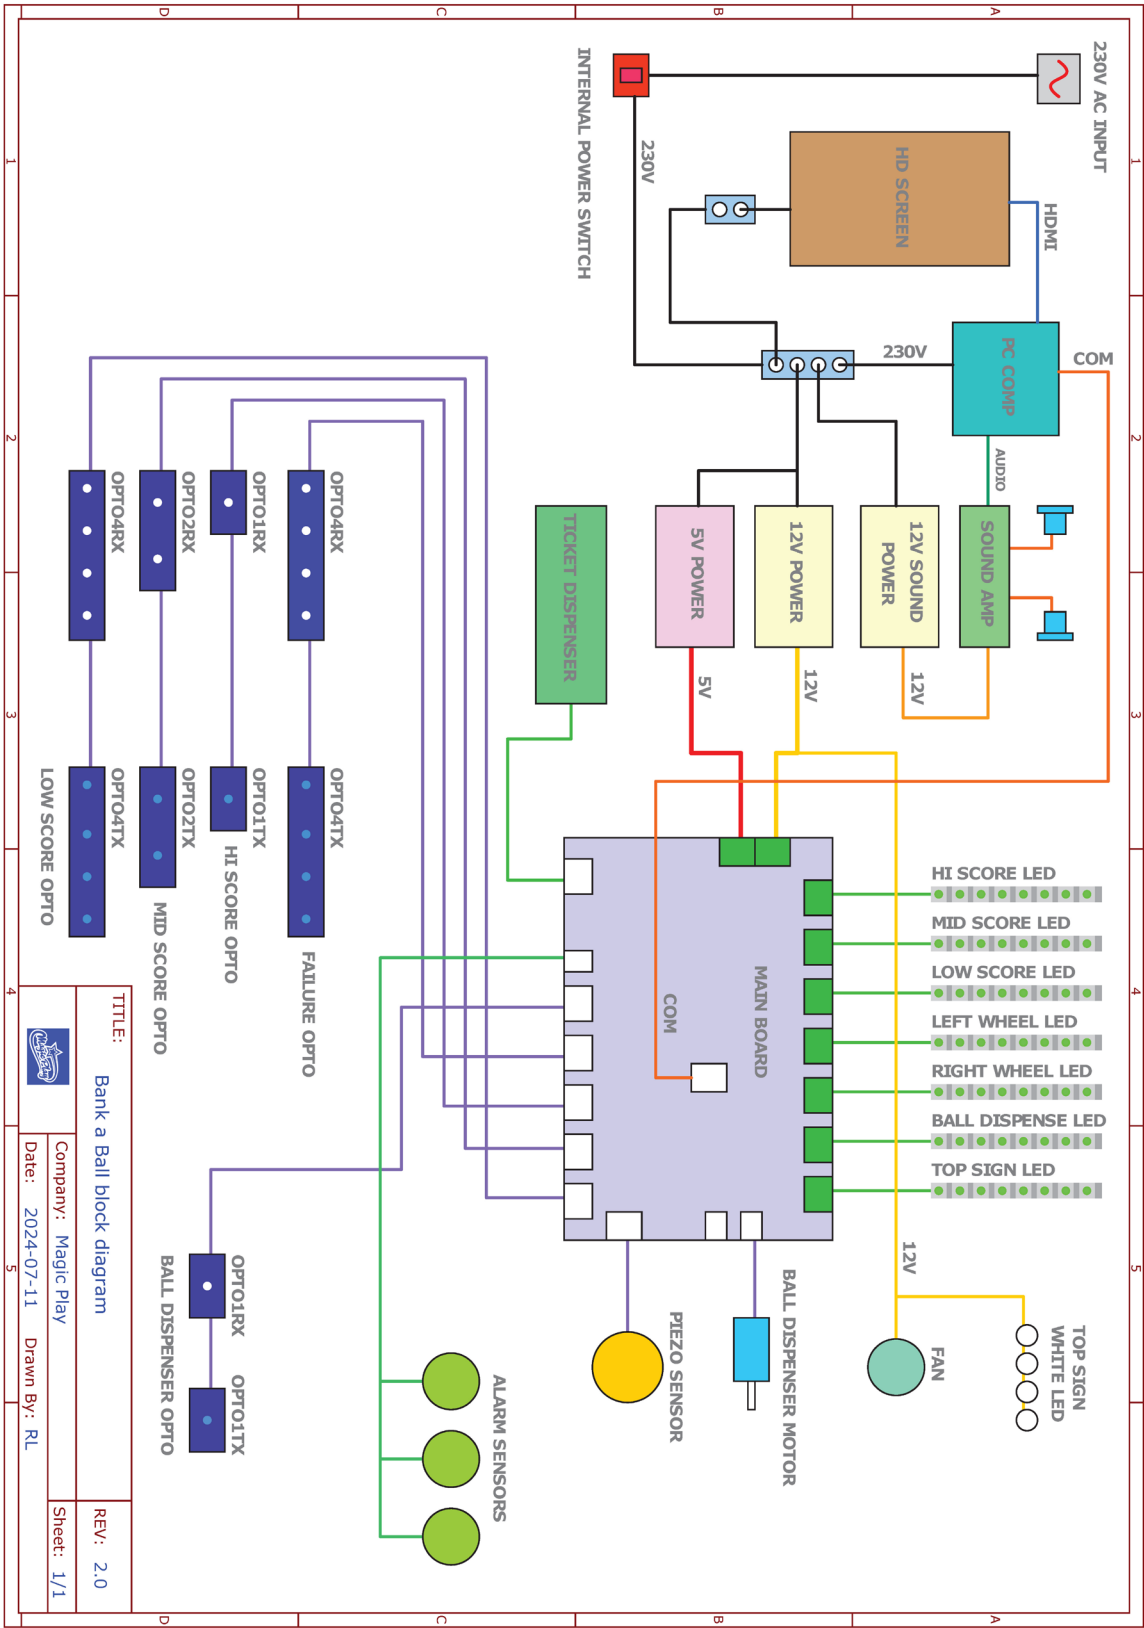 D
C
B
A
1
2
3
4
5
230V AC INPUT
INTERNAL POWER SWITCH
230V
HD SCREEN
HDMI
PC COMP
COM
230V
AUDIO
SOUND AMP
12V SOUND
POWER
12V
12V POWER
12V
5V POWER
5V
TICKET DISPENSER
OPTO4RX
OPTO1RX
OPTO2RX
OPTO4RX
OPTO4TX
FAILURE OPTO
OPTO1TX
HI SCORE OPTO
OPTO2TX
MID SCORE OPTO
OPTO4TX
LOW SCORE OPTO
MAIN BOARD
COM
HI SCORE LED
MID SCORE LED
LOW SCORE LED
LEFT WHEEL LED
RIGHT WHEEL LED
BALL DISPENSE LED
TOP SIGN LED
12V
TOP SIGN
WHITE LED
FAN
BALL DISPENSER MOTOR
PIEZO SENSOR
ALARM SENSORS
OPTO1RX
OPTO1TX
BALL DISPENSER OPTO
TITLE:
Bank a Ball block diagram
REV: 2.0
Company: Magic Play
Sheet: 1/1
Date: 2024-07-11 Drawn By: RL
1
2
3
4
5
D
C
B
A